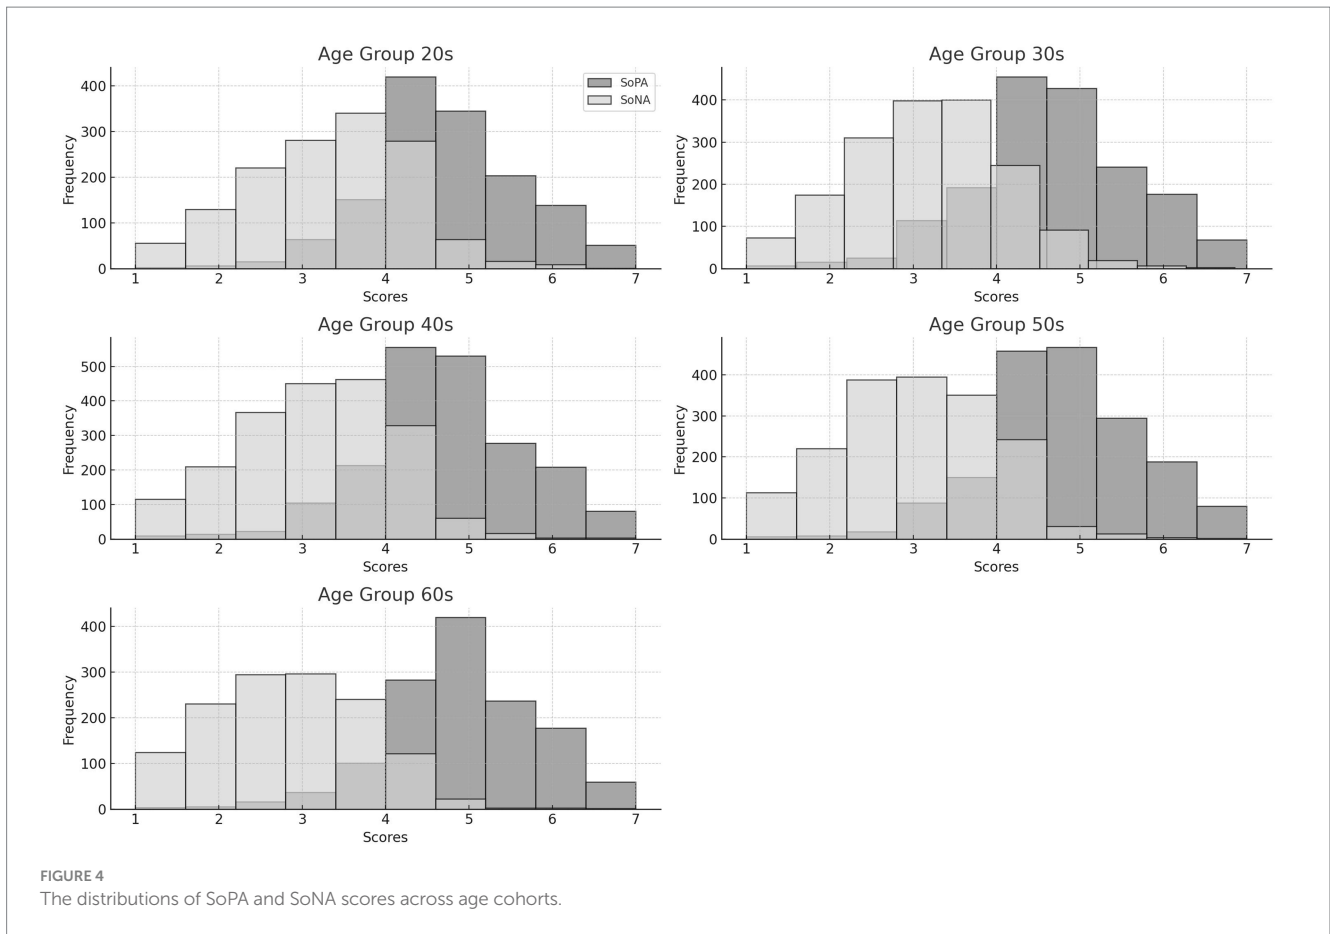 Age Group 20s
400
300
200
100
0
Frequency
SoPA
SoNA
1 2 3 4 5 6 7
Scores
Age Group 30s
400
300
200
100
0
Frequency
1 2 3 4 5 6 7
Scores
Age Group 40s
500
400
300
200
100
0
Frequency
1 2 3 4 5 6 7
Scores
Age Group 50s
400
300
200
100
0
Frequency
1 2 3 4 5 6 7
Scores
Age Group 60s
400
300
200
100
0
Frequency
1 2 3 4 5 6 7
Scores
FIGURE 4
The distributions of SoPA and SoNA scores across age cohorts.